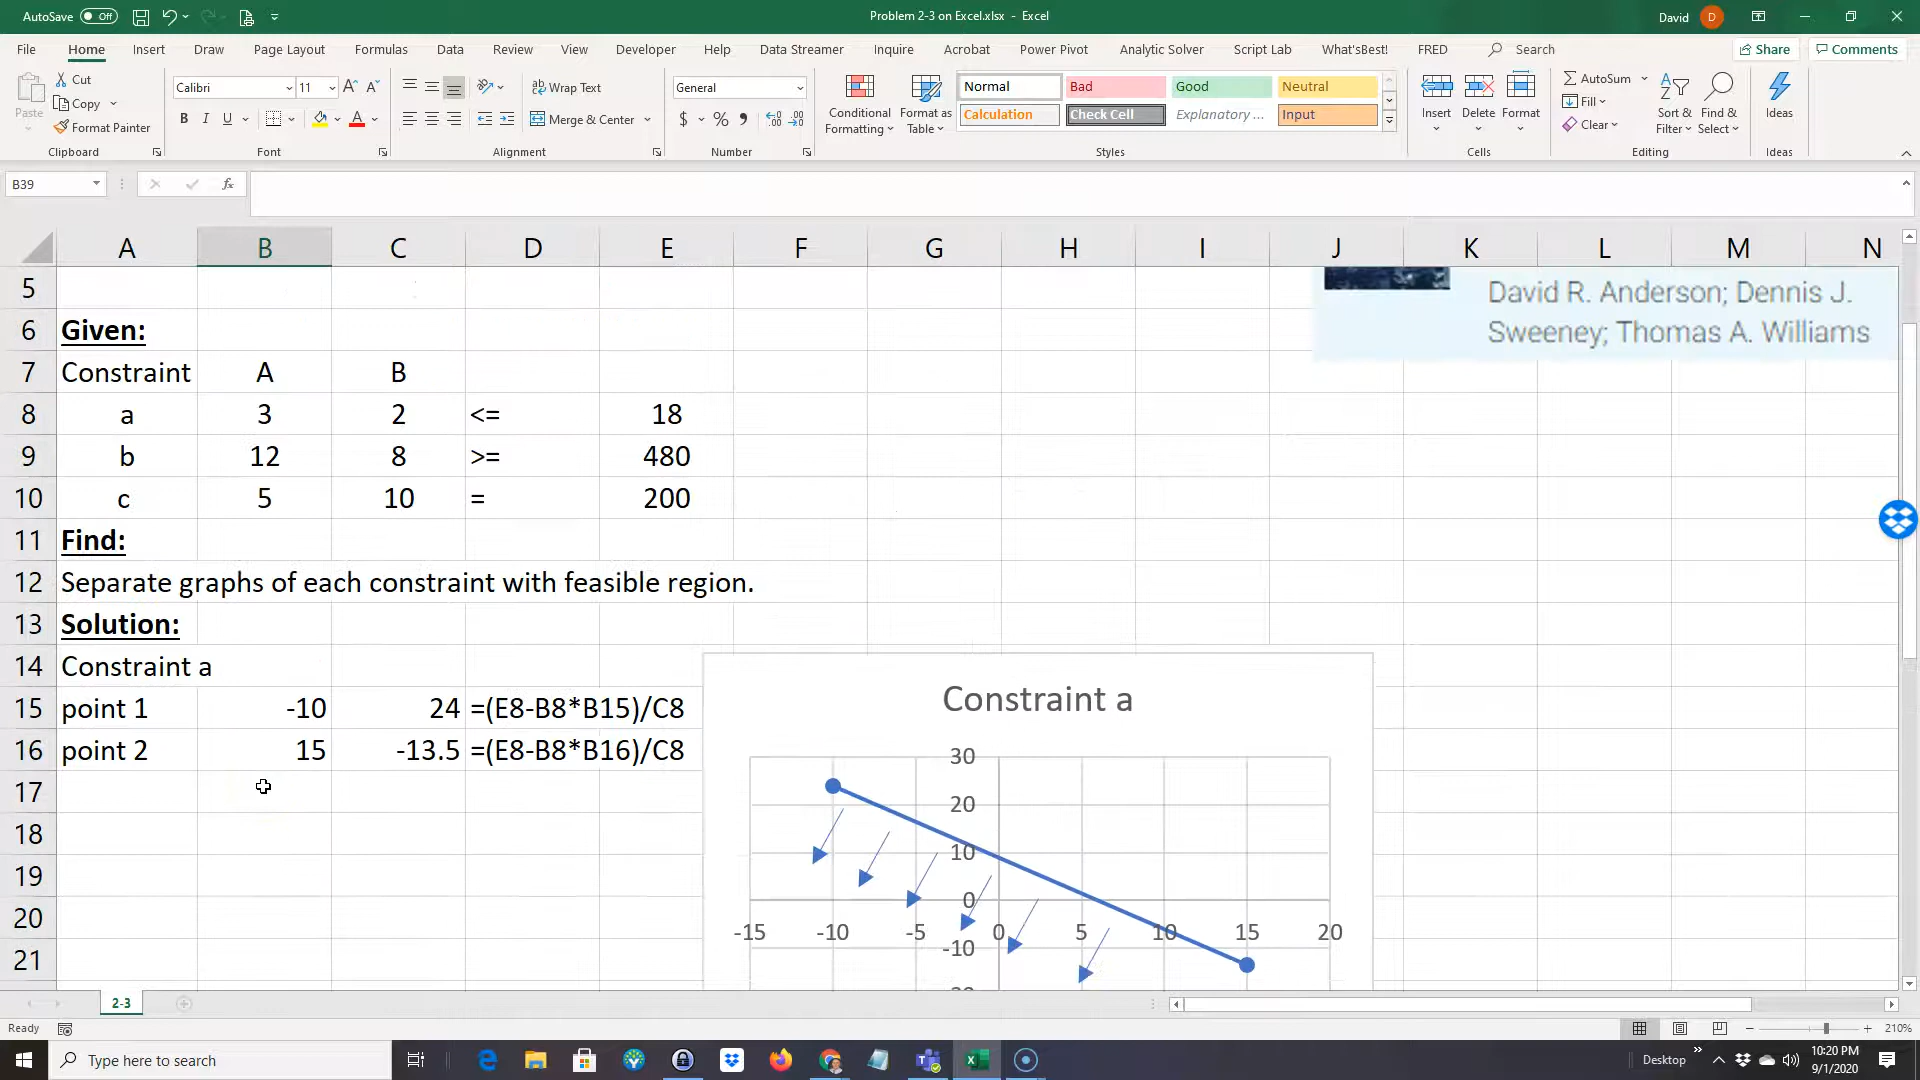 AutoSave Off Problem 2-3 on Excel.xlsx - Excel David D
File Home Insert Draw Page Layout Formulas Data Review View Developer Help Data Streamer Inquire Acrobat Power Pivot Analytic Solver Script Lab What'sBest! FRED Search Share Comments
Cut Calibri 11 Wrap Text General Normal Bad Good Neutral AutoSum
Copy
Paste Format Painter Merge & Center $ % Conditional Formatting Format as Table Calculation Check Cell Explanatory ... Input Insert Delete Format Fill Clear Sort & Filter Find & Select Ideas
Clipboard Font Alignment Number Styles Cells Editing Ideas
B39 fx
A B C D E F G H I J K L M N
5 David R. Anderson; Dennis J.
Sweeney; Thomas A. Williams
6 Given:
7 Constraint A B
8 a 3 2 <= 18
9 b 12 8 >= 480
10 c 5 10 = 200
11 Find:
12 Separate graphs of each constraint with feasible region.
13 Solution:
14 Constraint a
15 point 1 -10 24 =(E8-B8*B15)/C8
16 point 2 15 -13.5 =(E8-B8*B16)/C8
17
18
19
20
21
Constraint a
30
20
10
0
-15 -10 -5 0 5 10 15 20
-10
2-3
Ready 210%
Type here to search Desktop 10:20 PM
9/1/2020